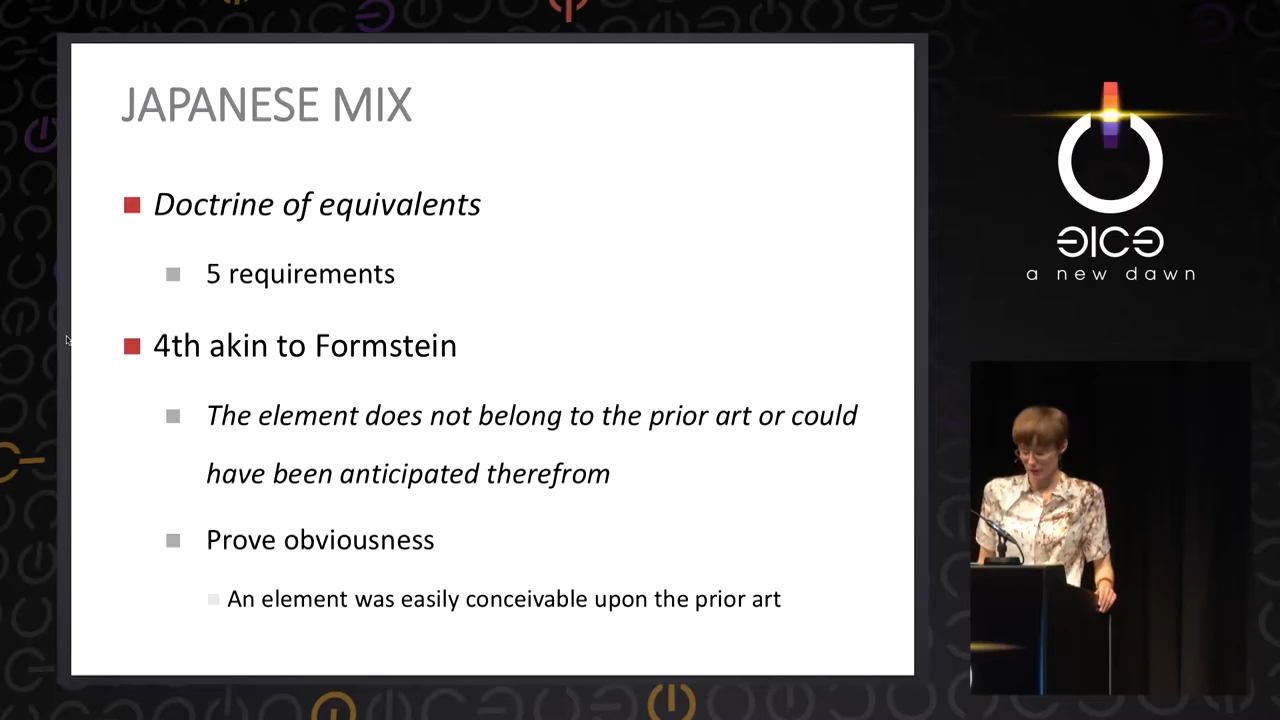 JAPANESE MIX
Doctrine of equivalents
5 requirements
4th akin to Formstein
The element does not belong to the prior art or could
have been anticipated therefrom
Prove obviousness
An element was easily conceivable upon the prior art
a new dawn